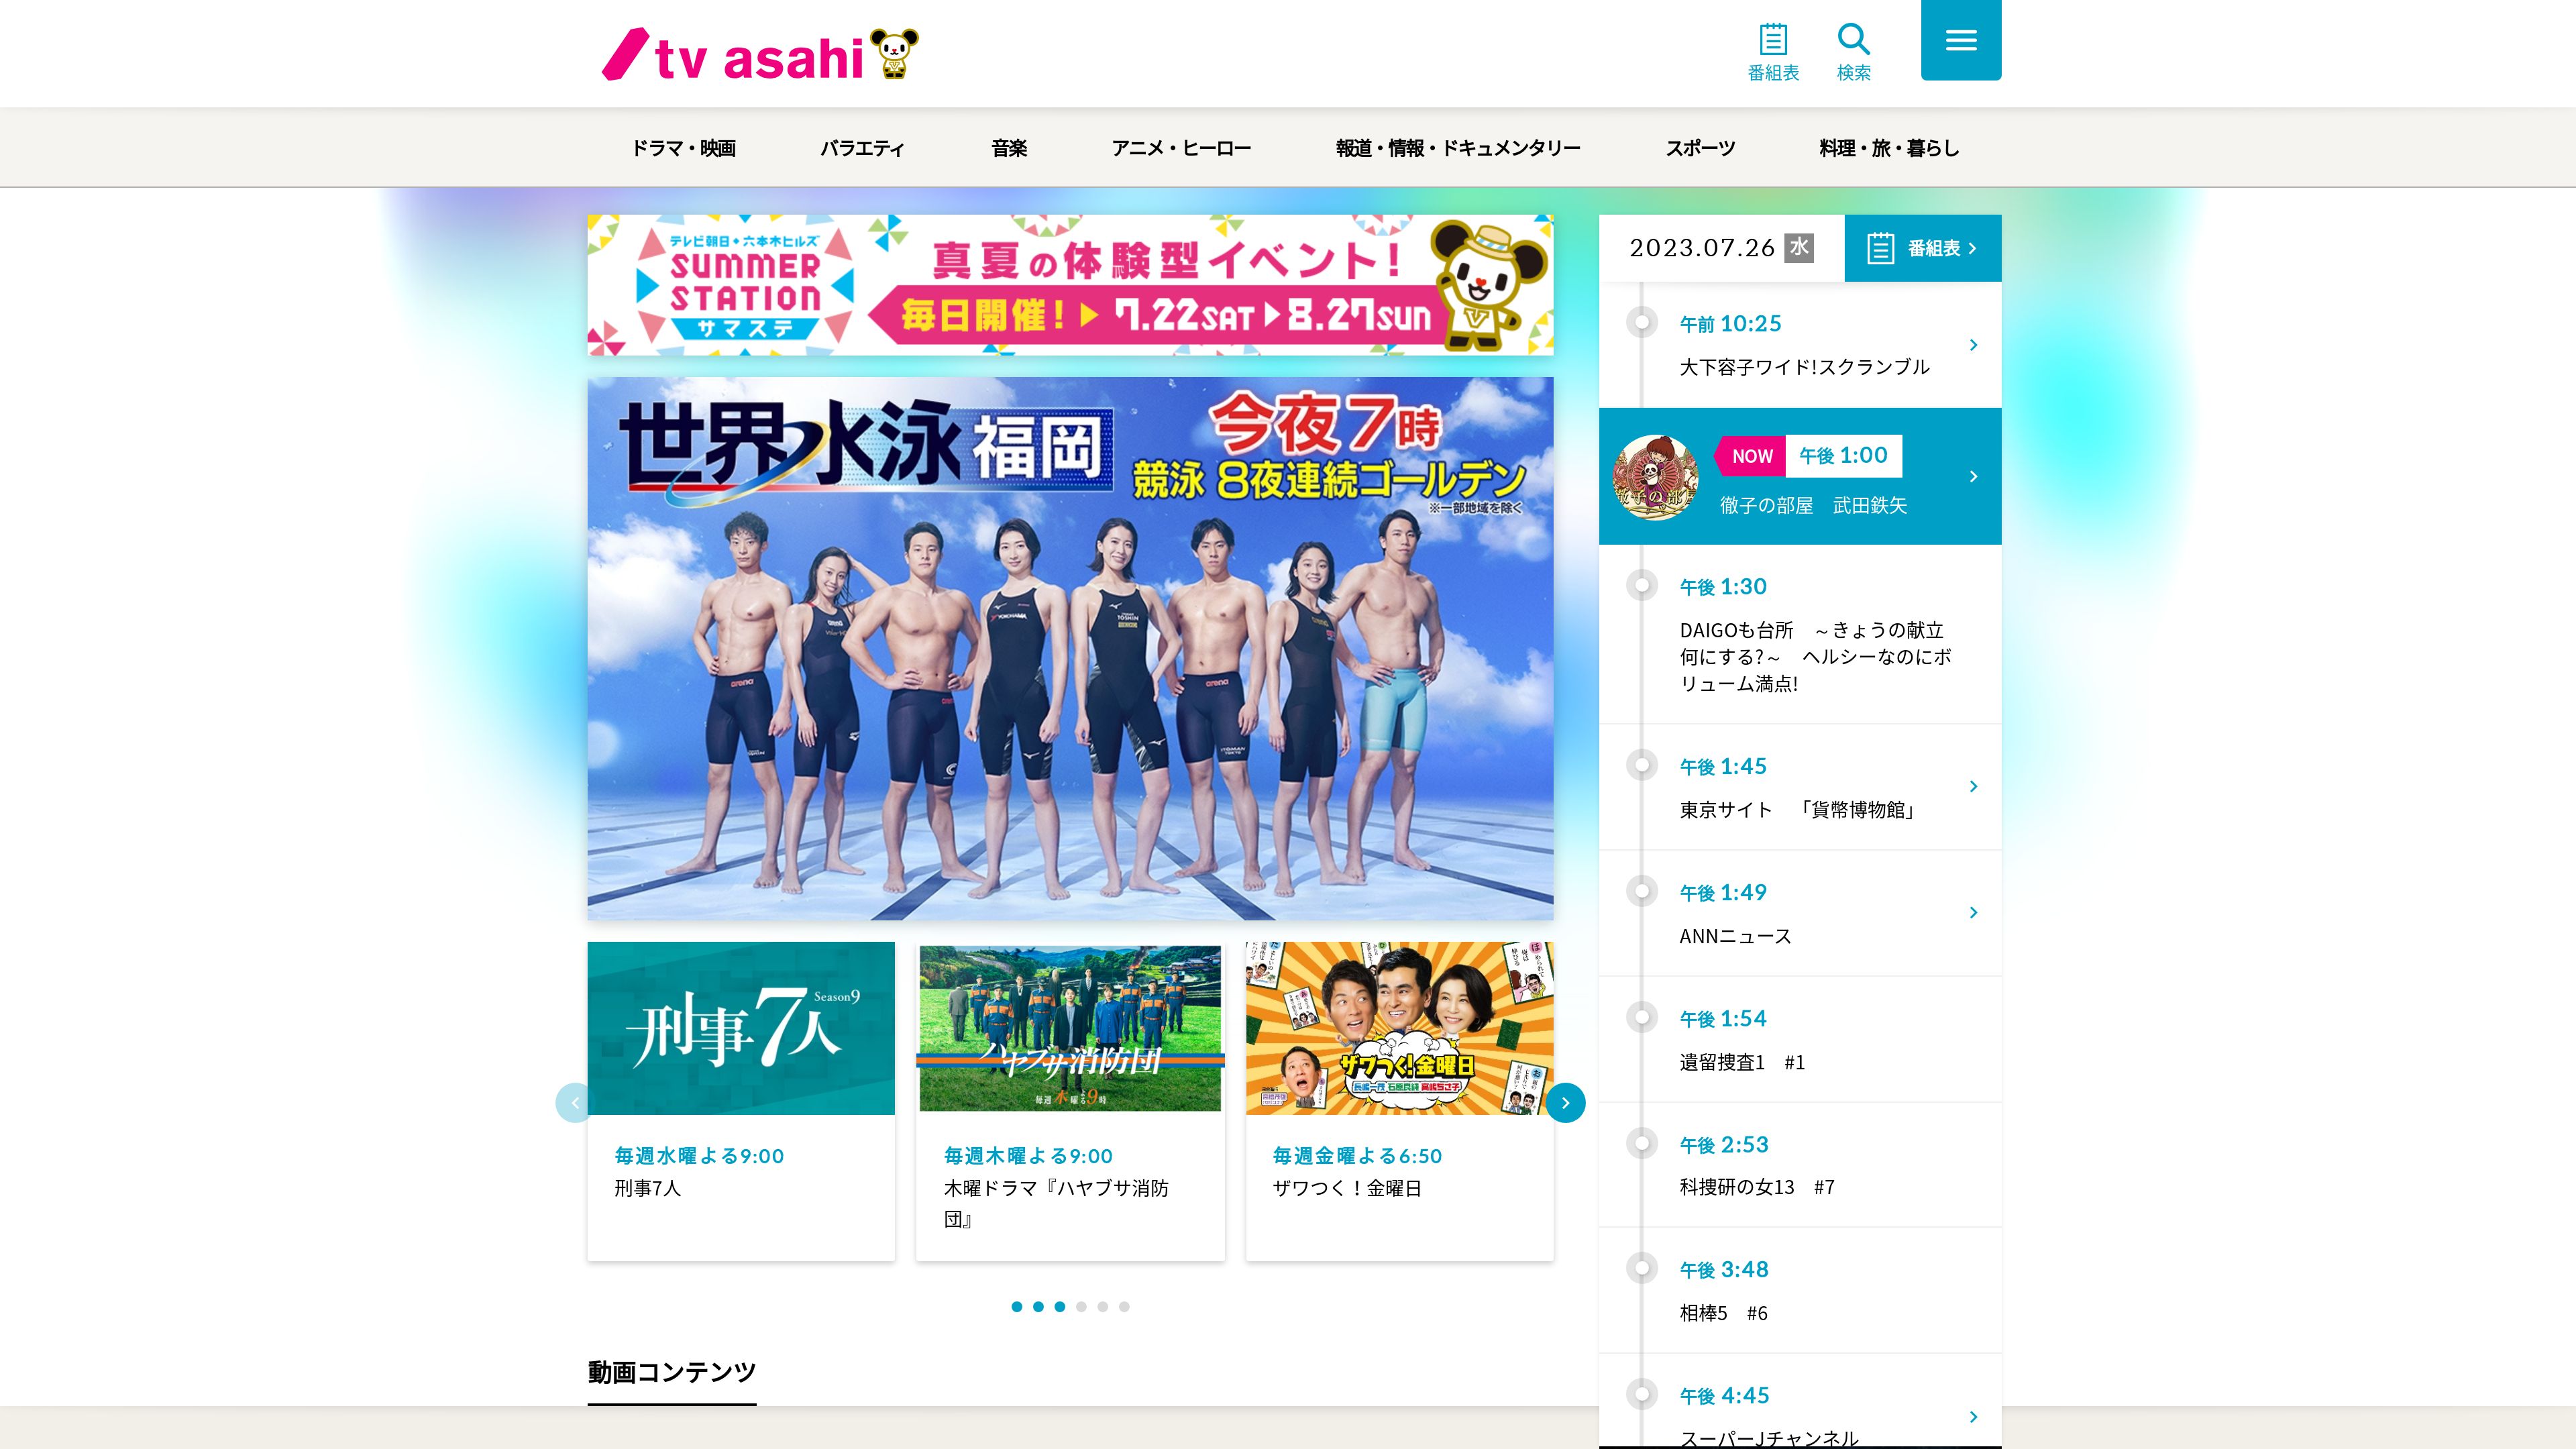 tv asahi
番組表
検索
ドラマ・映画
バラエティ
音楽
アニメ・ヒーロー
報道・情報・ドキュメンタリー
スポーツ
料理・旅・暮らし
テレビ朝日・六本木ヒルズ
SUMMER
STATION
サマステ
真夏の体験型イベント!
毎日開催! 7.22SAT 8.27SUN
世界水泳福岡
今夜7時
競泳 8夜連続ゴールデン
※一部地域を除く
刑事7人 Season9
毎週水曜よる9:00
刑事7人
ハヤブサ消防団
毎週木曜よる9時
毎週木曜よる9:00
木曜ドラマ『ハヤブサ消防
団』
ザワつく!金曜日
長嶋一茂 石原良純 高嶋ちさ子
毎週金曜よる6:50
ザワつく！金曜日
動画コンテンツ
2023.07.26 水
番組表
午前 10:25
大下容子ワイド!スクランブル
NOW 午後 1:00
徹子の部屋　武田鉄矢
午後 1:30
DAIGOも台所　～きょうの献立
何にする?～　ヘルシーなのにボ
リューム満点!
午後 1:45
東京サイト　「貨幣博物館」
午後 1:49
ANNニュース
午後 1:54
遺留捜査1　#1
午後 2:53
科捜研の女13　#7
午後 3:48
相棒5　#6
午後 4:45
スーパーJチャンネル